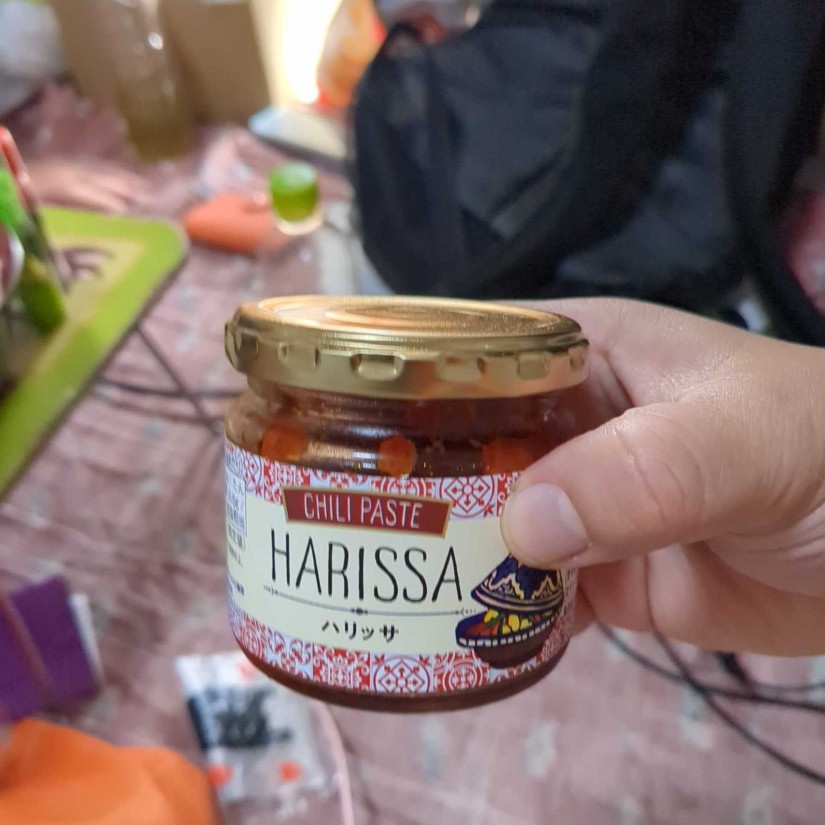 CHILI PASTE
HARISSA
ハリッサ